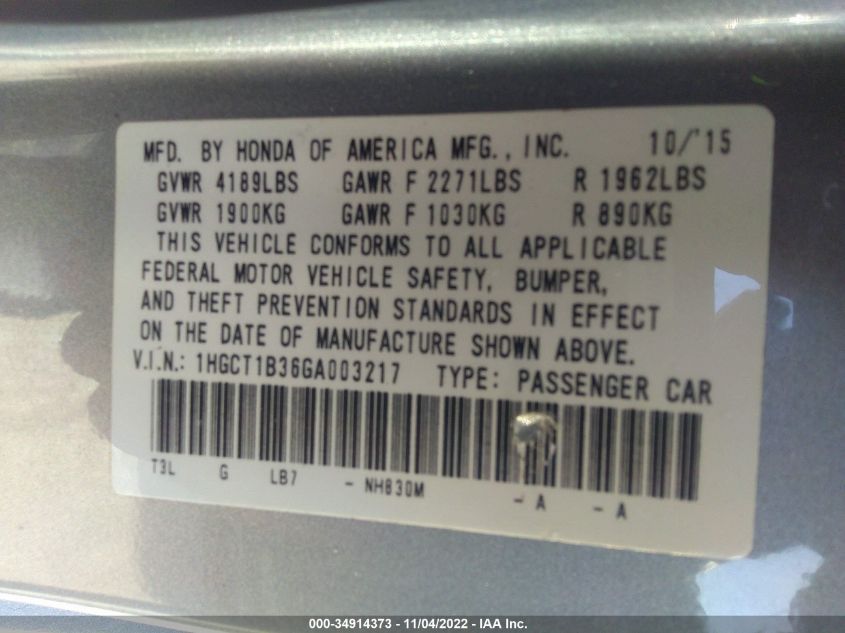 MFD. BY HONDA OF AMERICA MFG., INC. 10/'15
GVWR 4189LBS GAWR F 2271LBS R 1962LBS
GVWR 1900KG GAWR F 1030KG R 890KG
THIS VEHICLE CONFORMS TO ALL APPLICABLE
FEDERAL MOTOR VEHICLE SAFETY, BUMPER,
AND THEFT PREVENTION STANDARDS IN EFFECT
ON THE DATE OF MANUFACTURE SHOWN ABOVE.
V.I.N.: 1HGCT1B36GA003217 TYPE: PASSENGER CAR
T3L G LB7 - NH830M - A - A
000-34914373 - 11/04/2022 - IAA Inc.